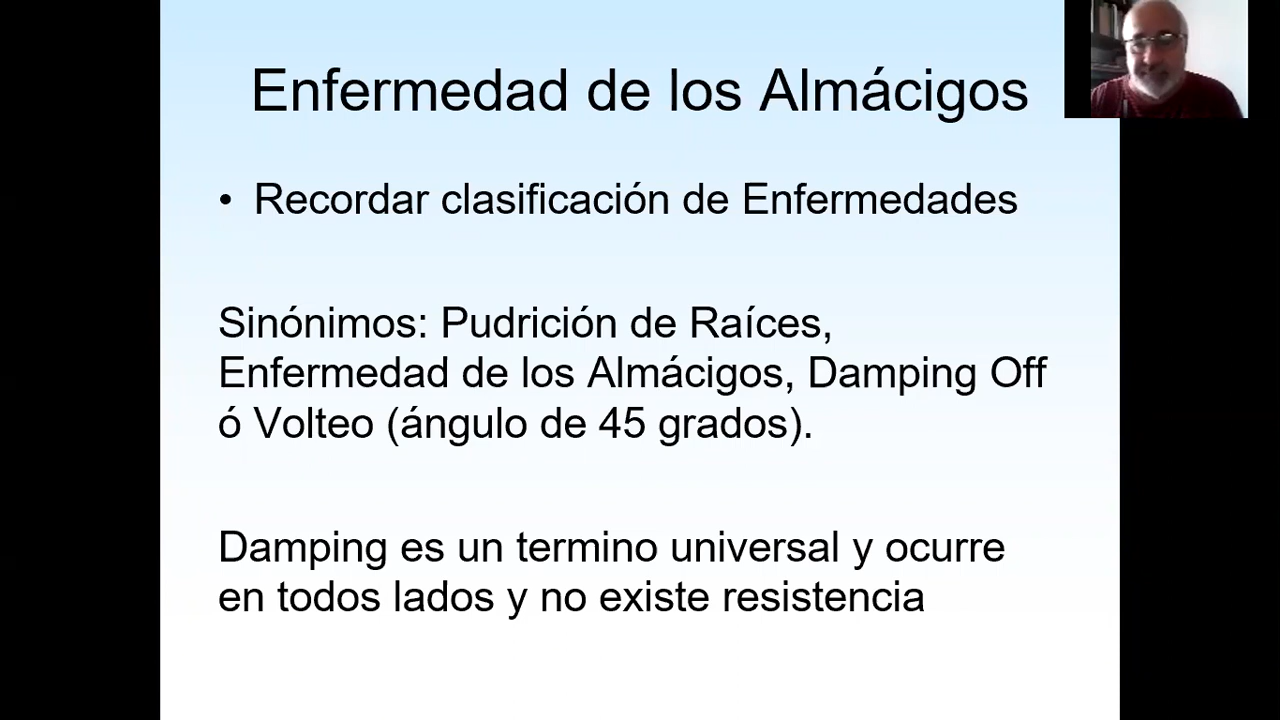 Enfermedad de los Almácigos
• Recordar clasificación de Enfermedades
Sinónimos: Pudrición de Raíces,
Enfermedad de los Almácigos, Damping Off
ó Volteo (ángulo de 45 grados).
Damping es un termino universal y ocurre
en todos lados y no existe resistencia